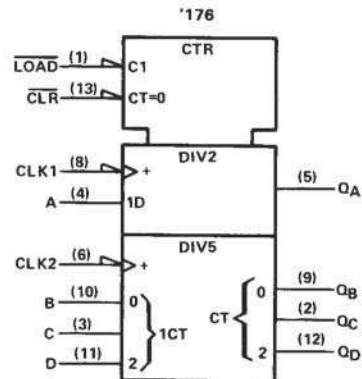 '176
CTR
LOAD (1) C1
CLR (13) CT=0
DIV2
CLK1 (8) +
(5) QA
A (4) 1D
DIV5
CLK2 (6) +
B (10) 0 0 (9) QB
C (3) 1CT CT (2) QC
D (11) 2 2 (12) QD